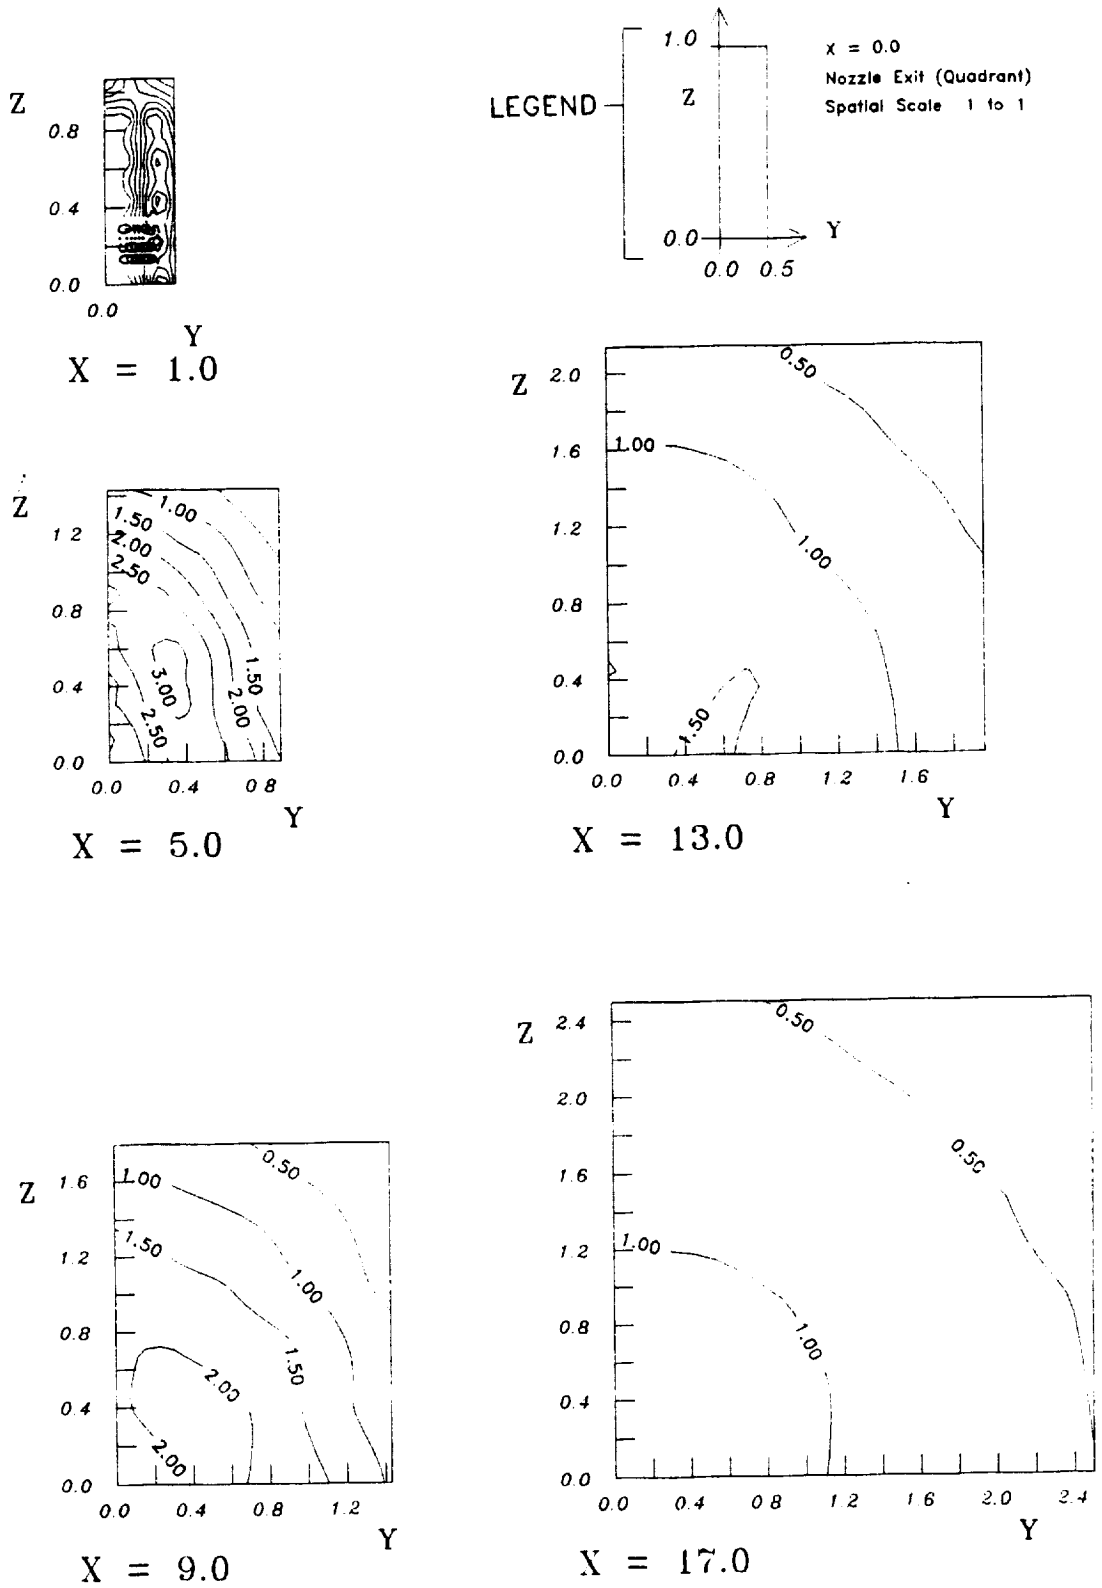 LEGEND
1.0
Z
0.0
0.0 0.5
Y
X = 0.0
Nozzle Exit (Quadrant)
Spatial Scale 1 to 1
Z
0.8
0.4
0.0
0.0
Y
X = 1.0
Z
1.2
0.8
0.4
0.0
1.00
1.50
2.00
2.50
3.00
2.50
2.00
1.50
0.0 0.4 0.8
Y
X = 5.0
Z
2.0
1.6
1.2
0.8
0.4
0.0
0.50
1.00
1.00
1.50
0.0 0.4 0.8 1.2 1.6
Y
X = 13.0
Z
1.6
1.2
0.8
0.4
0.0
0.50
1.00
1.50
1.00
1.50
2.00
2.00
0.0 0.4 0.8 1.2
Y
X = 9.0
Z
2.4
2.0
1.6
1.2
0.8
0.4
0.0
0.50
0.50
1.00
1.00
0.0 0.4 0.8 1.2 1.6 2.0 2.4
Y
X = 17.0